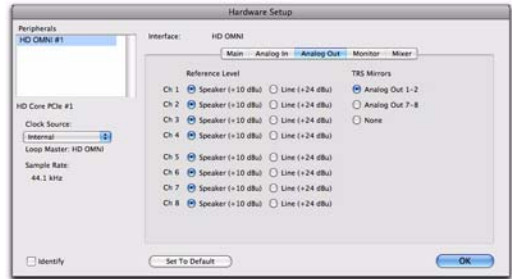 Hardware Setup
Peripherals
HD OMNI #1
Interface: HD OMNI
Main Analog In Analog Out Monitor Mixer
Reference Level TRS Mirrors
Ch 1 Speaker (+10 dBu) Line (+24 dBu) Analog Out 1-2
Ch 2 Speaker (+10 dBu) Line (+24 dBu) Analog Out 7-8
Ch 3 Speaker (+10 dBu) Line (+24 dBu) None
Ch 4 Speaker (+10 dBu) Line (+24 dBu)
Ch 5 Speaker (+10 dBu) Line (+24 dBu)
Ch 6 Speaker (+10 dBu) Line (+24 dBu)
Ch 7 Speaker (+10 dBu) Line (+24 dBu)
Ch 8 Speaker (+10 dBu) Line (+24 dBu)
HD Core PCIe #1
Clock Source:
Internal
Loop Master: HD OMNI
Sample Rate:
44.1 kHz
Identify
Set To Default
OK